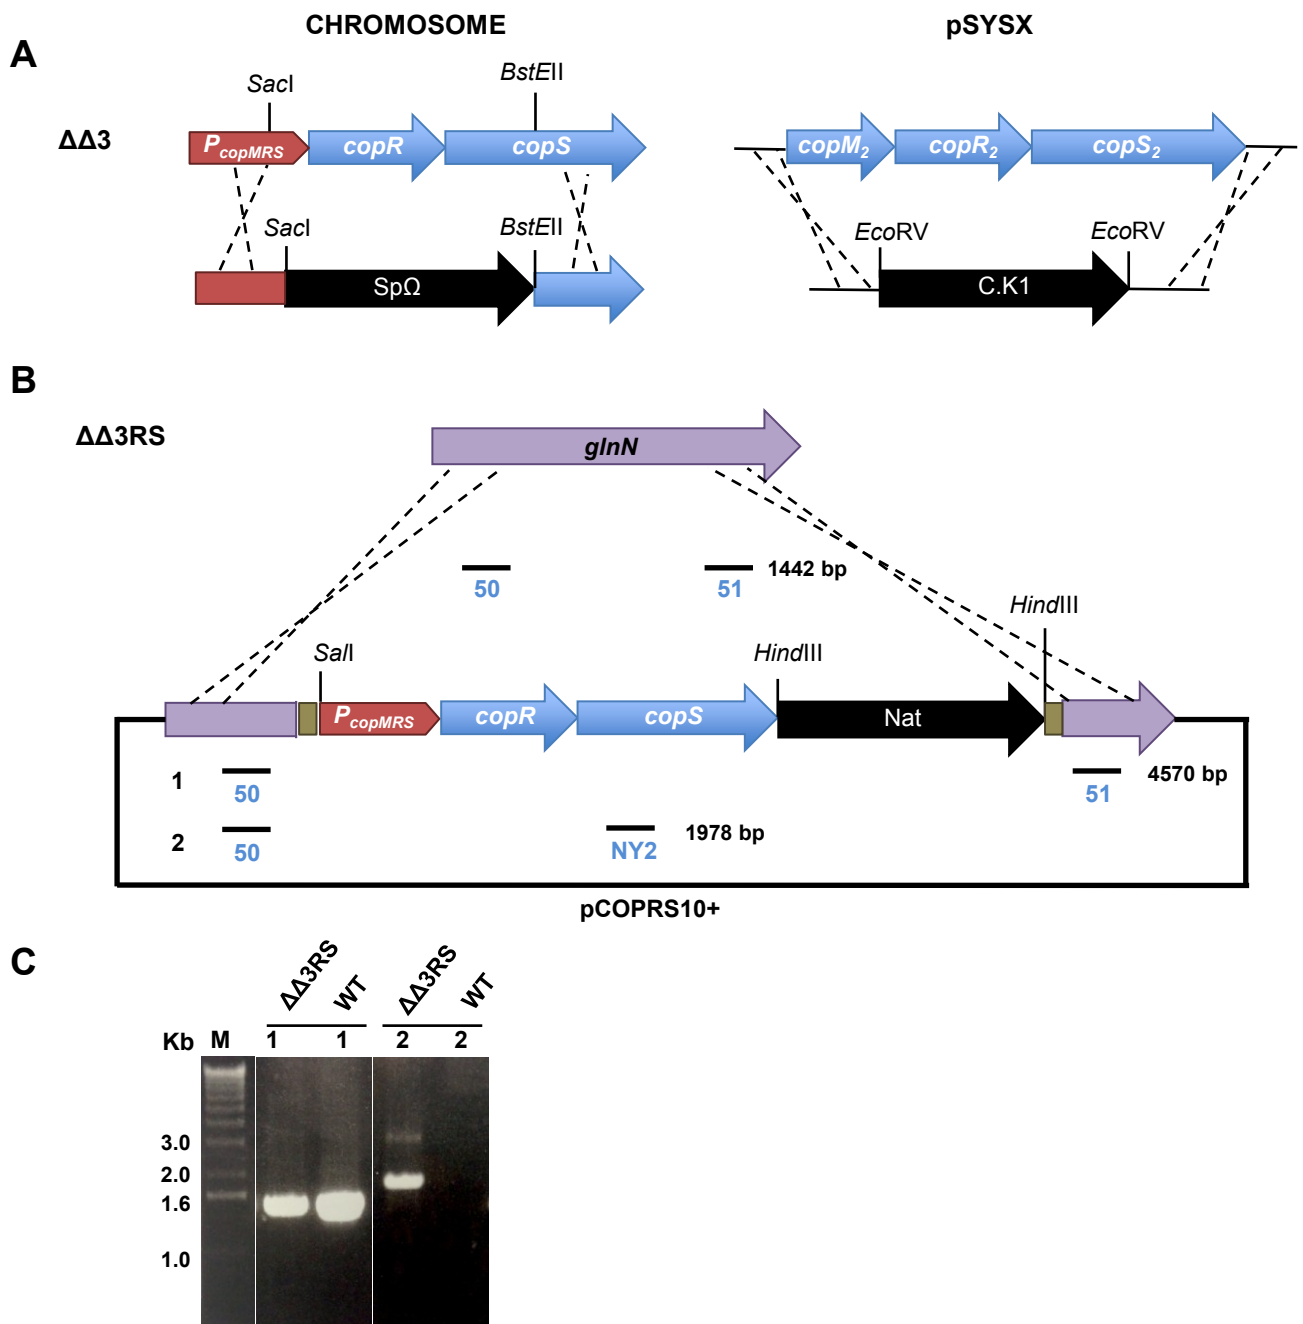 CHROMOSOME pSYSX
A
SacI BstEII
ΔΔ3 PcopMRS copR copS copM2 copR2 copS2
SacI BstEII EcoRV EcoRV
SpΩ C.K1
B
ΔΔ3RS glnN
50 51 1442 bp
HindIII
SalI HindIII
PcopMRS copR copS Nat
1 50 51 4570 bp
2 50 NY2 1978 bp
pCOPRS10+
C
ΔΔ3RS WT ΔΔ3RS WT
Kb M 1 1 2 2
3.0
2.0
1.6
1.0